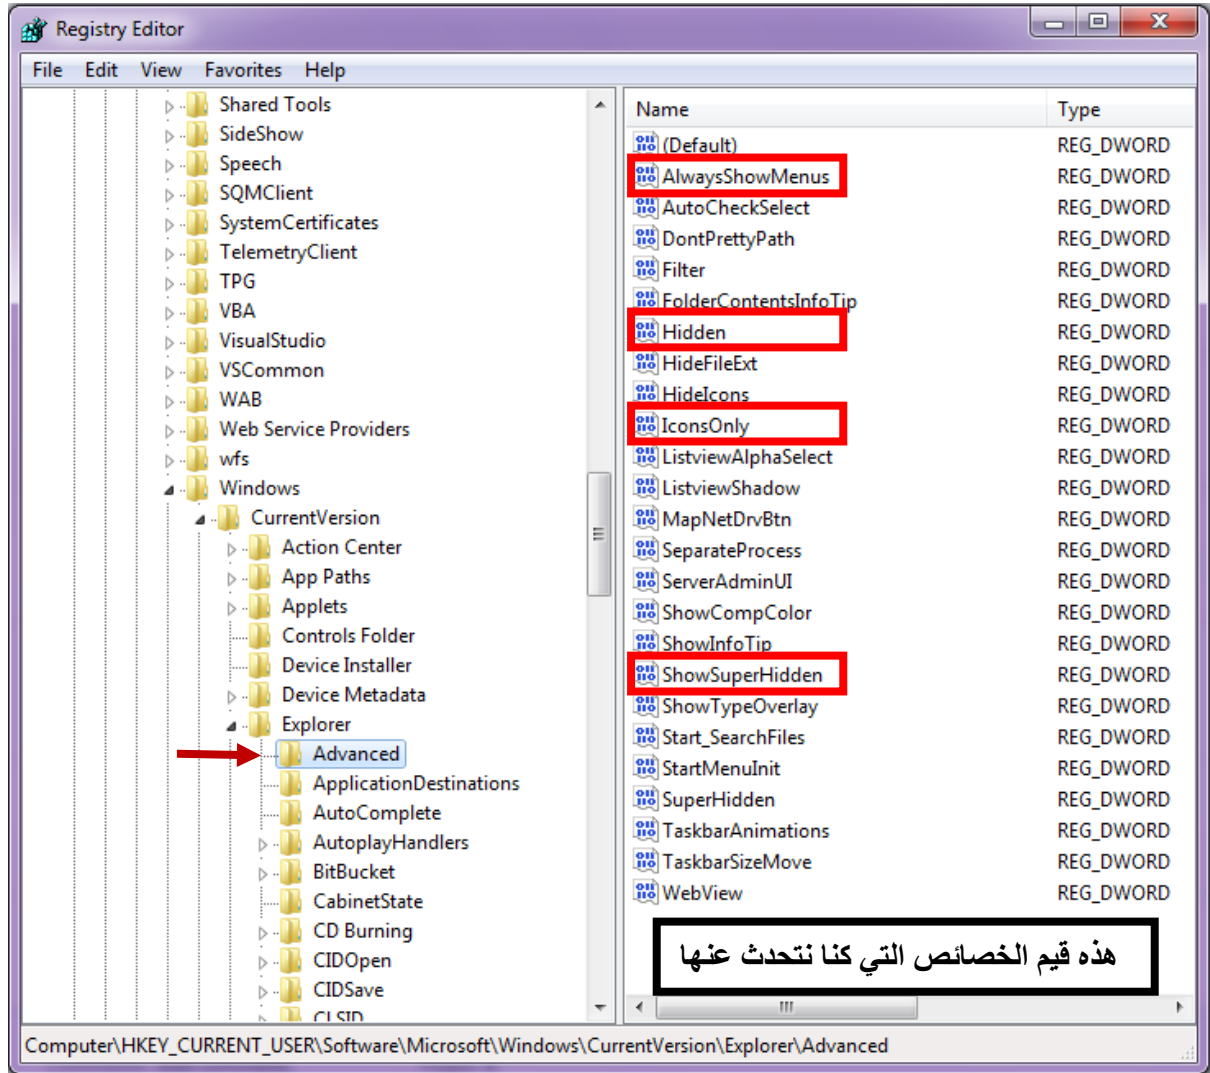 Registry Editor
File Edit View Favorites Help
Shared Tools
SideShow
Speech
SQMClient
SystemCertificates
TelemetryClient
TPG
VBA
VisualStudio
VSCommon
WAB
Web Service Providers
wfs
Windows
CurrentVersion
Action Center
App Paths
Applets
Controls Folder
Device Installer
Device Metadata
Explorer
Advanced
ApplicationDestinations
AutoComplete
AutoplayHandlers
BitBucket
CabinetState
CD Burning
CIDOpen
CIDSave
CLSID
Name Type
(Default) REG_DWORD
AlwaysShowMenus REG_DWORD
AutoCheckSelect REG_DWORD
DontPrettyPath REG_DWORD
Filter REG_DWORD
FolderContentsInfoTip REG_DWORD
Hidden REG_DWORD
HideFileExt REG_DWORD
HideIcons REG_DWORD
IconsOnly REG_DWORD
ListviewAlphaSelect REG_DWORD
ListviewShadow REG_DWORD
MapNetDrvBtn REG_DWORD
SeparateProcess REG_DWORD
ServerAdminUI REG_DWORD
ShowCompColor REG_DWORD
ShowInfoTip REG_DWORD
ShowSuperHidden REG_DWORD
ShowTypeOverlay REG_DWORD
Start_SearchFiles REG_DWORD
StartMenuInit REG_DWORD
SuperHidden REG_DWORD
TaskbarAnimations REG_DWORD
TaskbarSizeMove REG_DWORD
WebView REG_DWORD
هذه قيم الخصائص التي كنا نتحدث عنها
Computer\HKEY_CURRENT_USER\Software\Microsoft\Windows\CurrentVersion\Explorer\Advanced